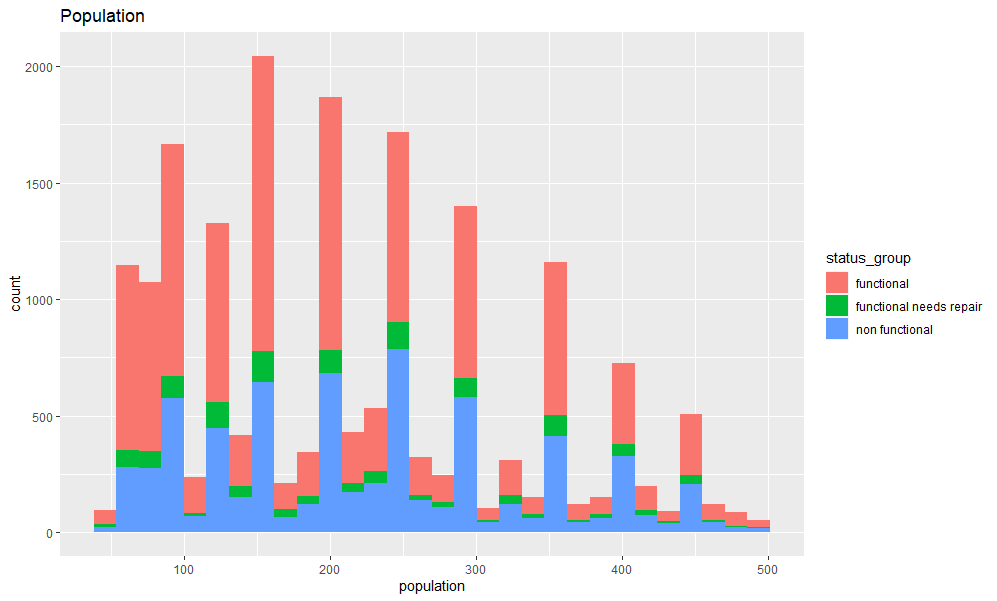 Population
2000
1500
1000
500
0
count
100 200 300 400 500
population
status_group
functional
functional needs repair
non functional